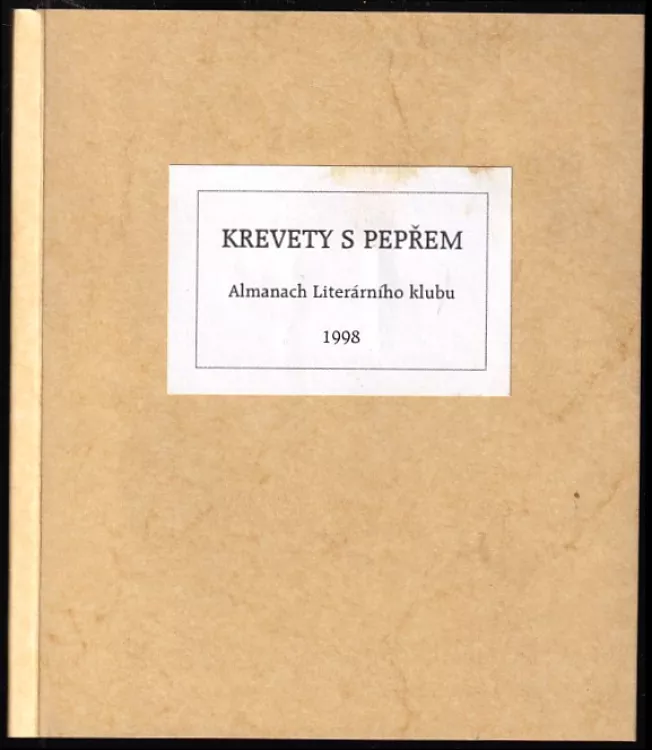 KREVETY S PEPŘEM
Almanach Literárního klubu
1998